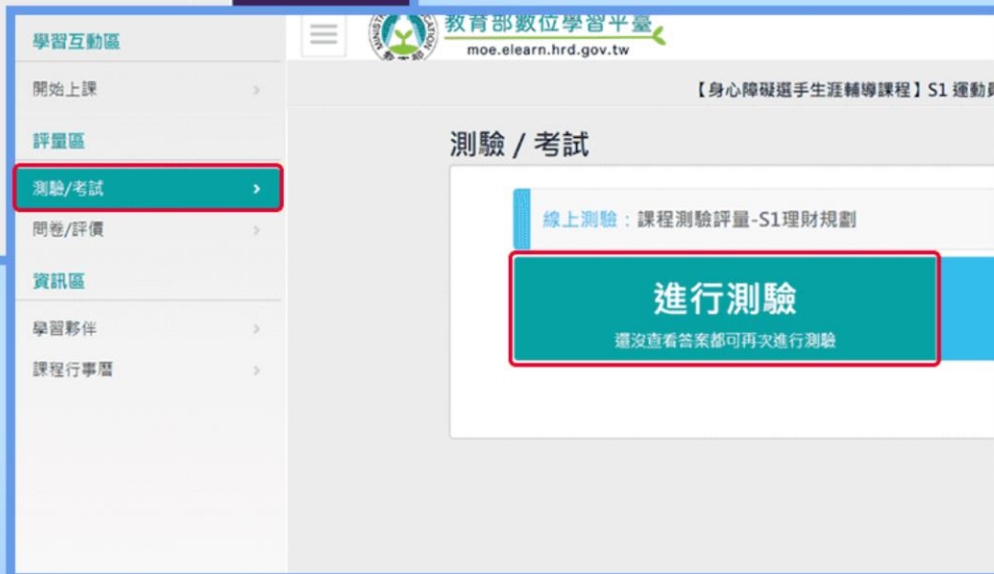 學習互動區
開始上課
評量區
測驗/考試
問卷/評價
資訊區
學習夥伴
課程行事曆
教育部數位學習平臺
moe.elearn.hrd.gov.tw
【身心障礙選手生涯輔導課程】S1 運動員
測驗 / 考試
線上測驗：課程測驗評量-S1理財規劃
進行測驗
還沒查看答案都可再次進行測驗